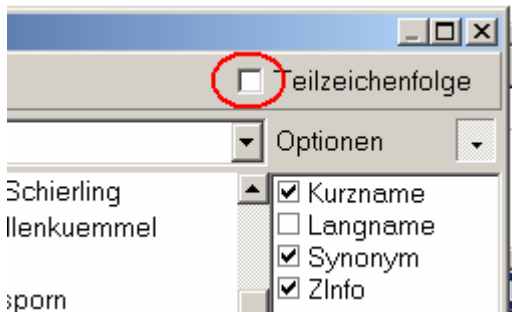 Teilzeichenfolge
Optionen
Schierling
llenkuemmel
sporn
Kurzname
Langname
Synonym
ZInfo